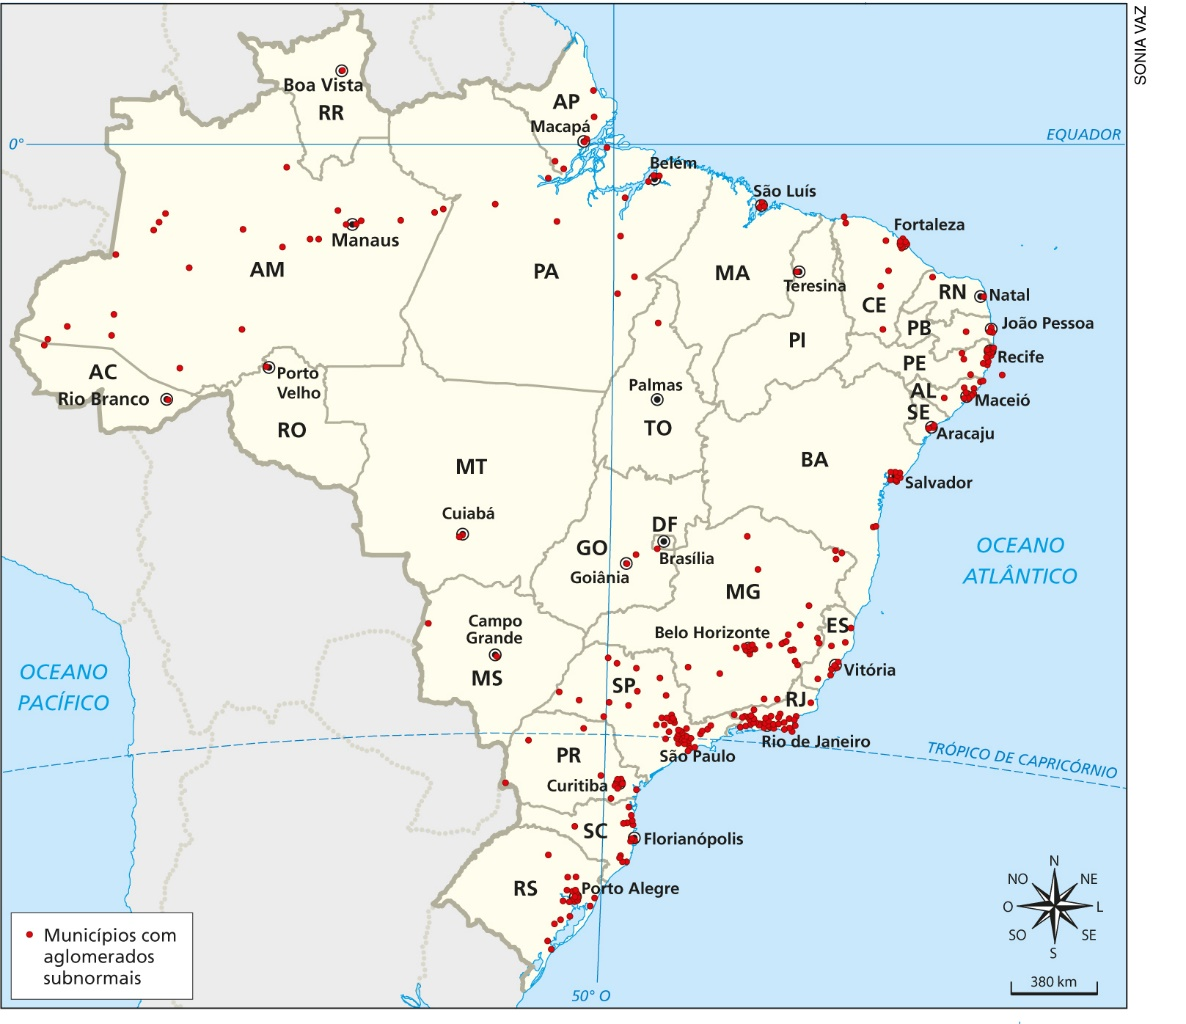 SONIA VAZ
Boa Vista
RR
AP
Macapá
0°
EQUADOR
Belém
São Luís
Fortaleza
Manaus
AM
PA
MA
Teresina
CE
RN
Natal
João Pessoa
PB
PI
PE
Recife
AC
Rio Branco
Porto
Velho
Palmas
AL
Maceió
SE
Aracaju
RO
TO
MT
BA
Salvador
Cuiabá
DF
GO
Brasília
Goiânia
OCEANO
ATLÂNTICO
MG
Campo
Grande
Belo Horizonte
ES
OCEANO
PACÍFICO
MS
SP
Vitória
RJ
Rio de Janeiro
São Paulo
TRÓPICO DE CAPRICÓRNIO
PR
Curitiba
SC
Florianópolis
RS
Porto Alegre
N
NO
NE
O
L
SO
SE
S
380 km
Municípios com
aglomerados
subnormais
50° O